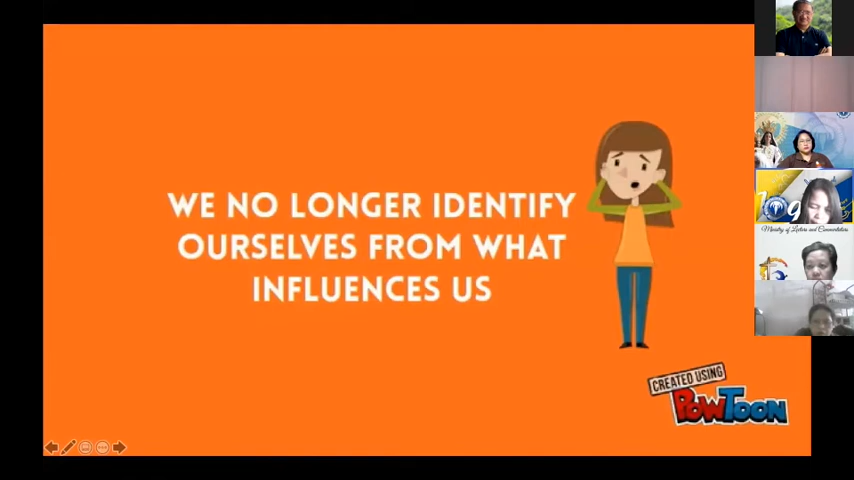 WE NO LONGER IDENTIFY
OURSELVES FROM WHAT
INFLUENCES US
CREATED USING
POWTOON
Ministry of Lectors and Commentators